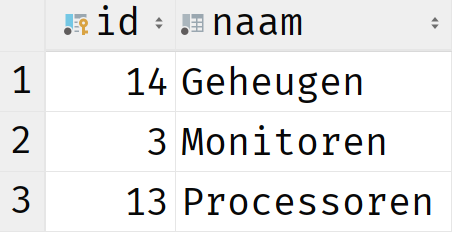 id naam
1 14 Geheugen
2 3 Monitoren
3 13 Processoren